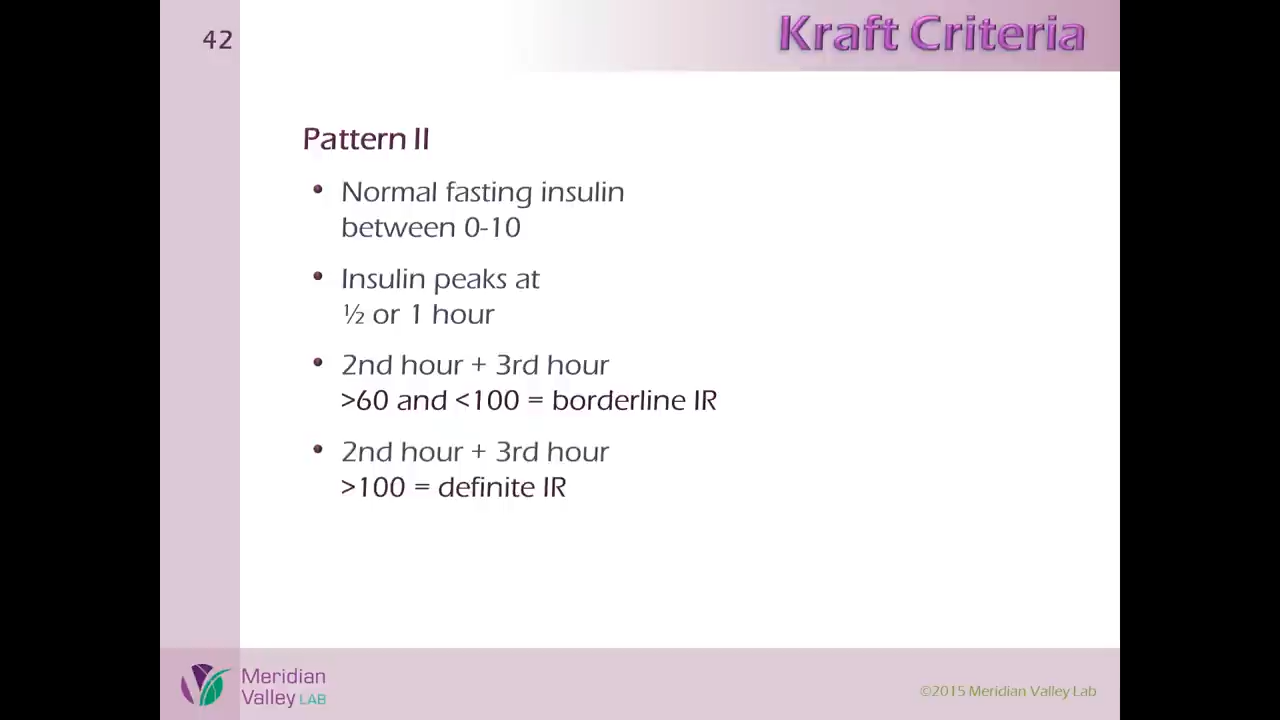 42
Kraft Criteria
Pattern II
• Normal fasting insulin
between 0-10
• Insulin peaks at
½ or 1 hour
• 2nd hour + 3rd hour
>60 and <100 = borderline IR
• 2nd hour + 3rd hour
>100 = definite IR
Meridian
Valley LAB
©2015 Meridian Valley Lab